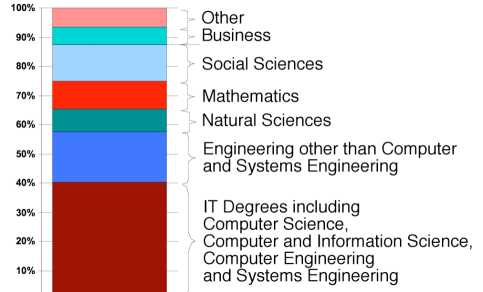 100%
90%
80%
70%
60%
50%
40%
30%
20%
10%
Other
Business
Social Sciences
Mathematics
Natural Sciences
Engineering other than Computer
and Systems Engineering
IT Degrees including
Computer Science,
Computer and Information Science,
Computer Engineering
and Systems Engineering